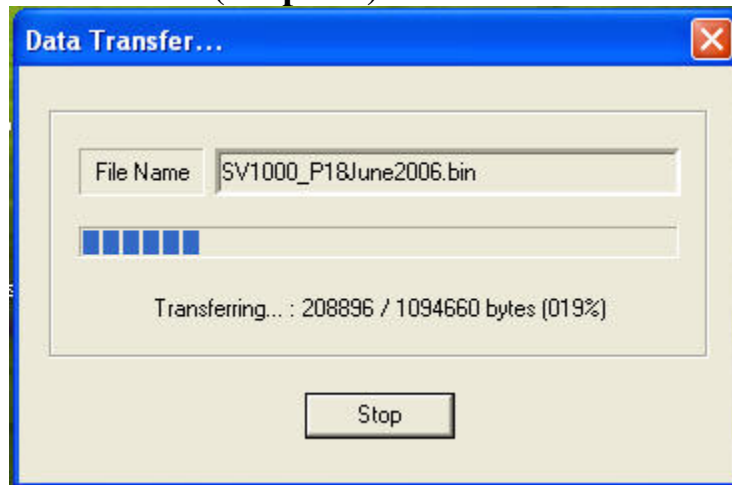 Data Transfer...
File Name
SV1000_P18June2006.bin
Transferring... : 208896 / 1094660 bytes (019%)
Stop